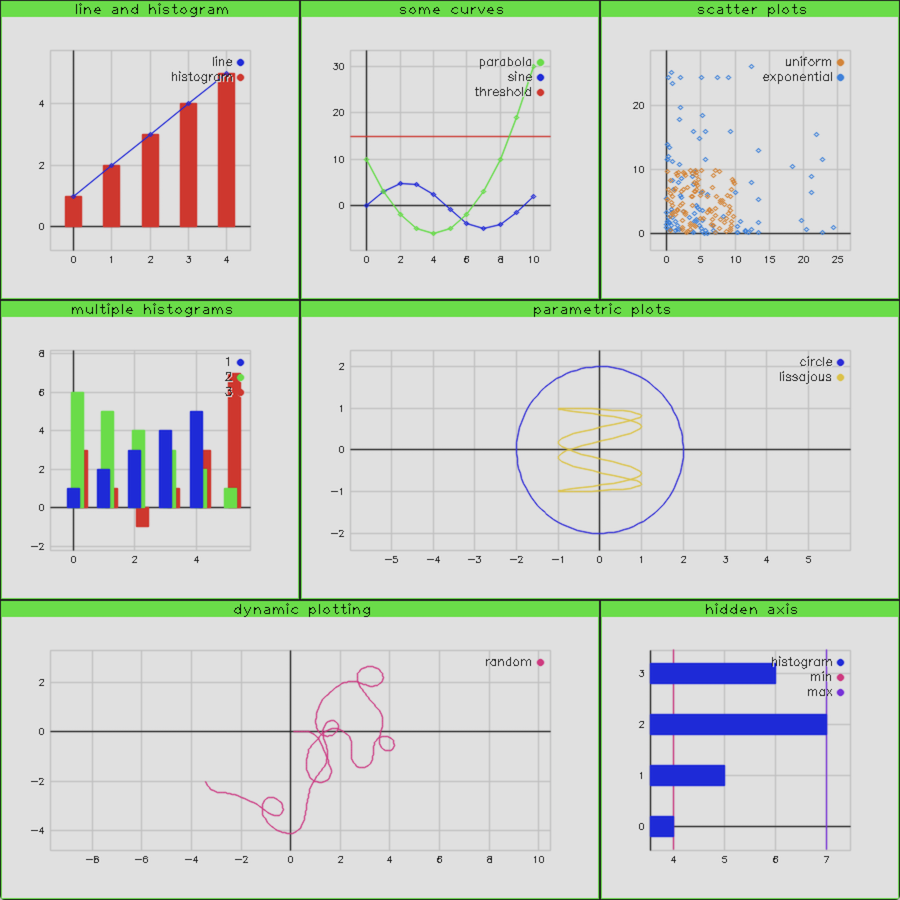 line and histogram
line
histogram
4
2
0
0 1 2 3 4
some curves
parabola
sine
threshold
30
20
10
0
0 2 4 6 8 10
scatter plots
uniform
exponential
20
10
0
0 5 10 15 20 25
multiple histograms
8
6
4
2
0
−2
1
2
3
0 2 4
parametric plots
circle
lissajous
2
1
0
−1
−2
−5 −4 −3 −2 −1 0 1 2 3 4 5
dynamic plotting
random
2
0
−2
−4
−8 −6 −4 −2 0 2 4 6 8 10
hidden axis
histogram
min
max
3
2
1
0
4 5 6 7